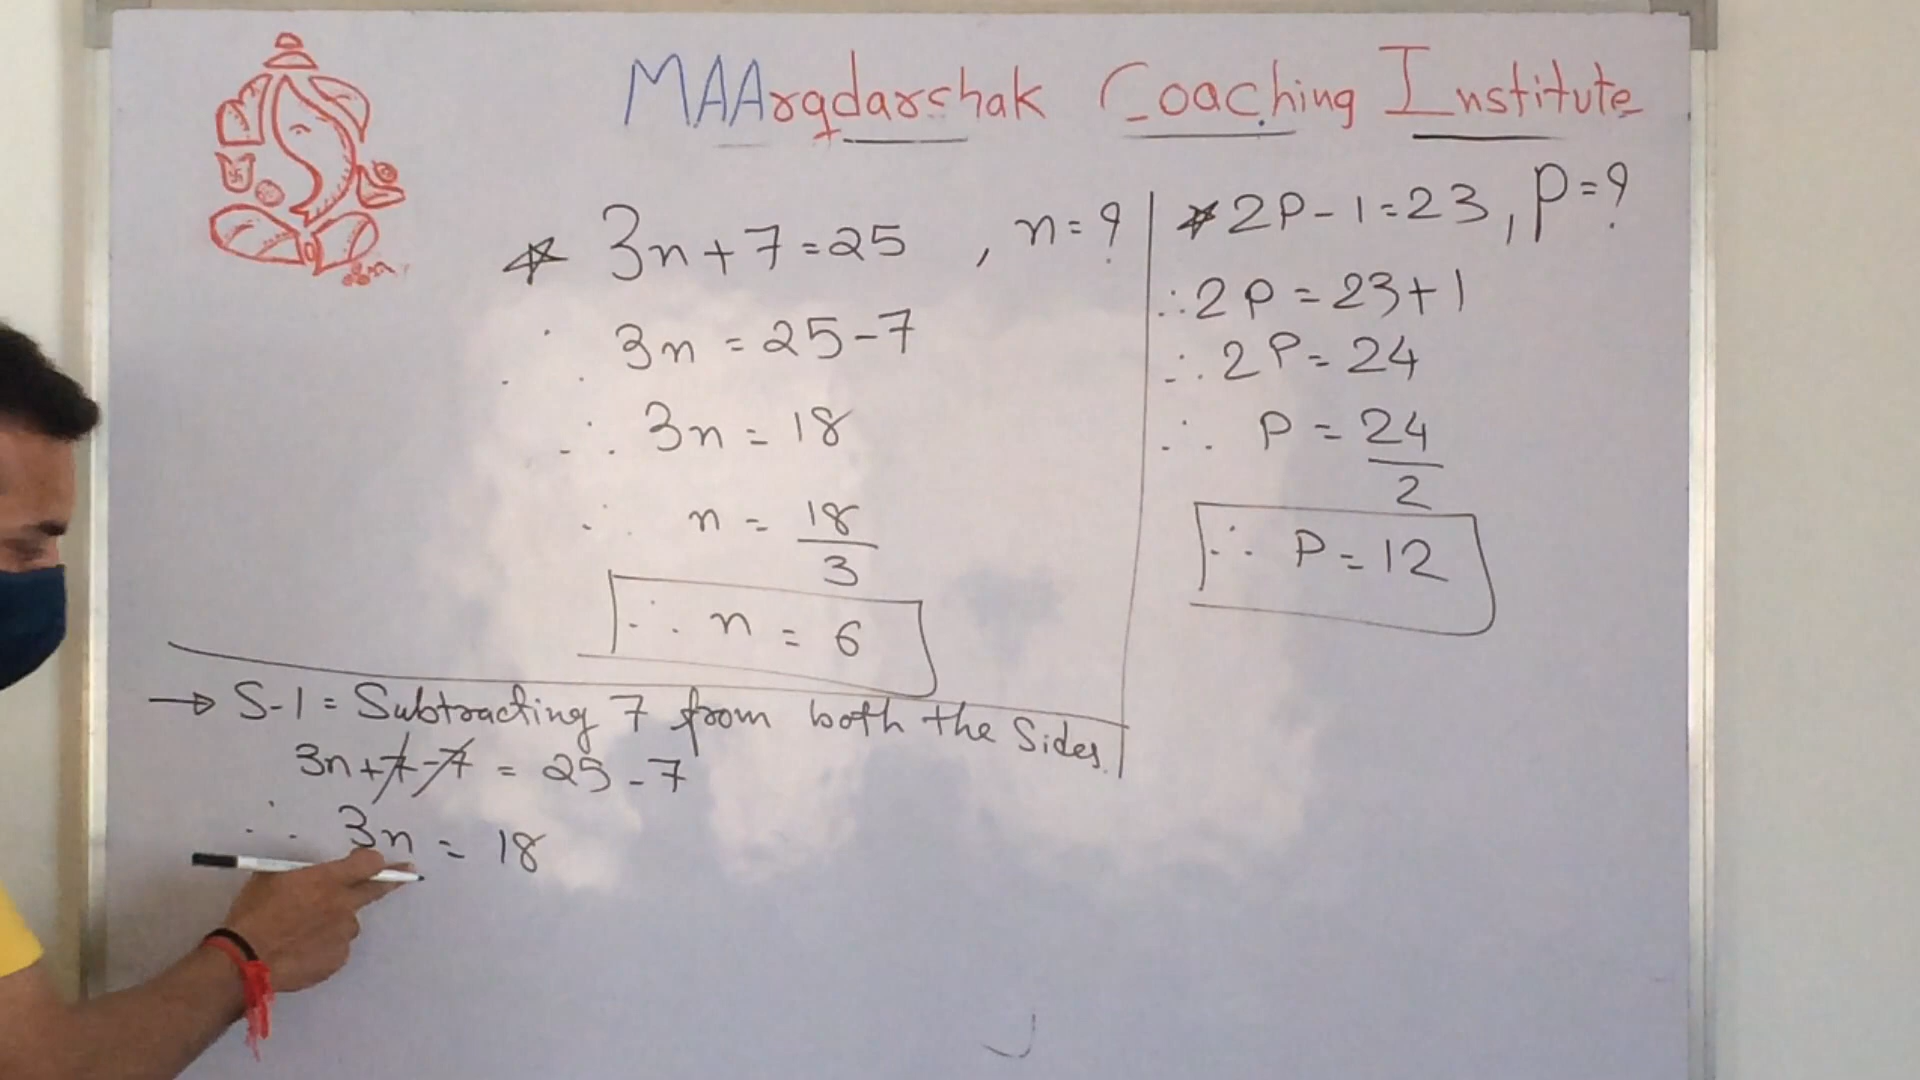 MAArgdarshak Coaching Institute
* 3n+7=25 , n=?
3n = 25-7
∴ 3n = 18
∴ n = 18/3
∴ n = 6
* 2P-1=23, P=?
∴ 2P = 23+1
∴ 2P = 24
∴ P = 24/2
∴ P = 12
→ S-1 = Subtracting 7 from both the Sides.
3n+7-7 = 25-7
∴ 3n = 18